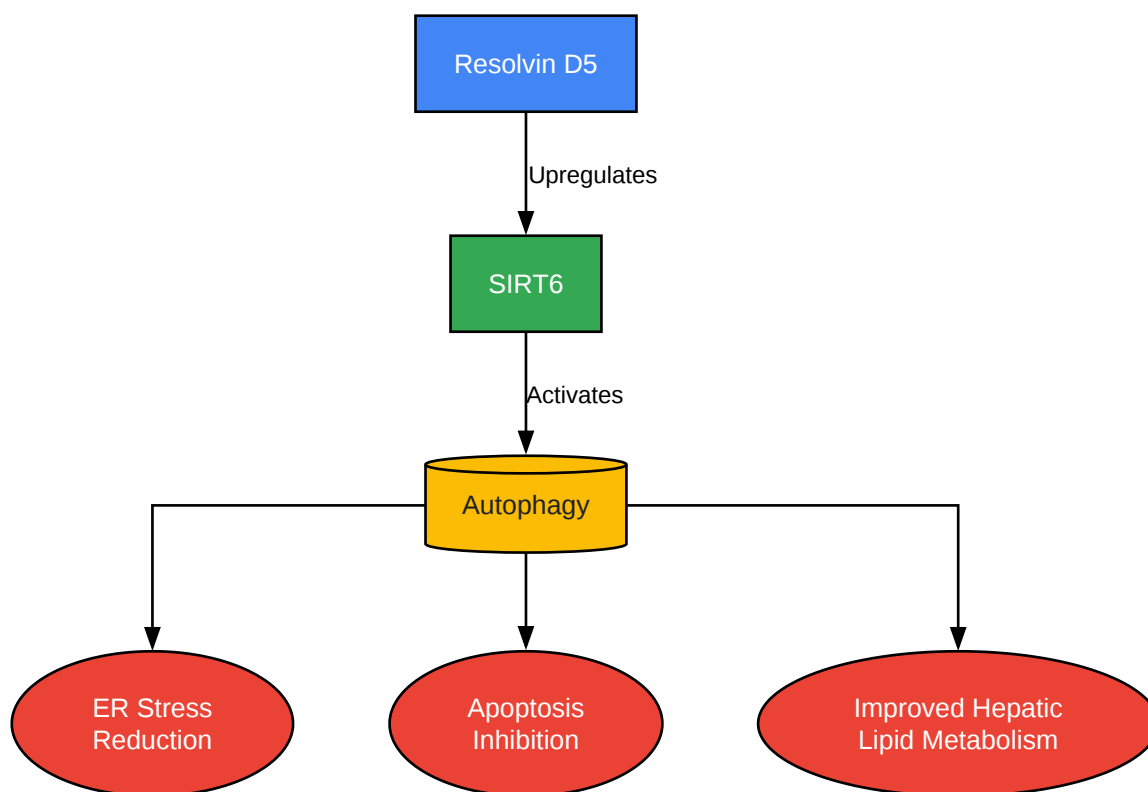 Resolvin D5
Upregulates
SIRT6
Activates
Autophagy
ER Stress
Reduction
Apoptosis
Inhibition
Improved Hepatic
Lipid Metabolism